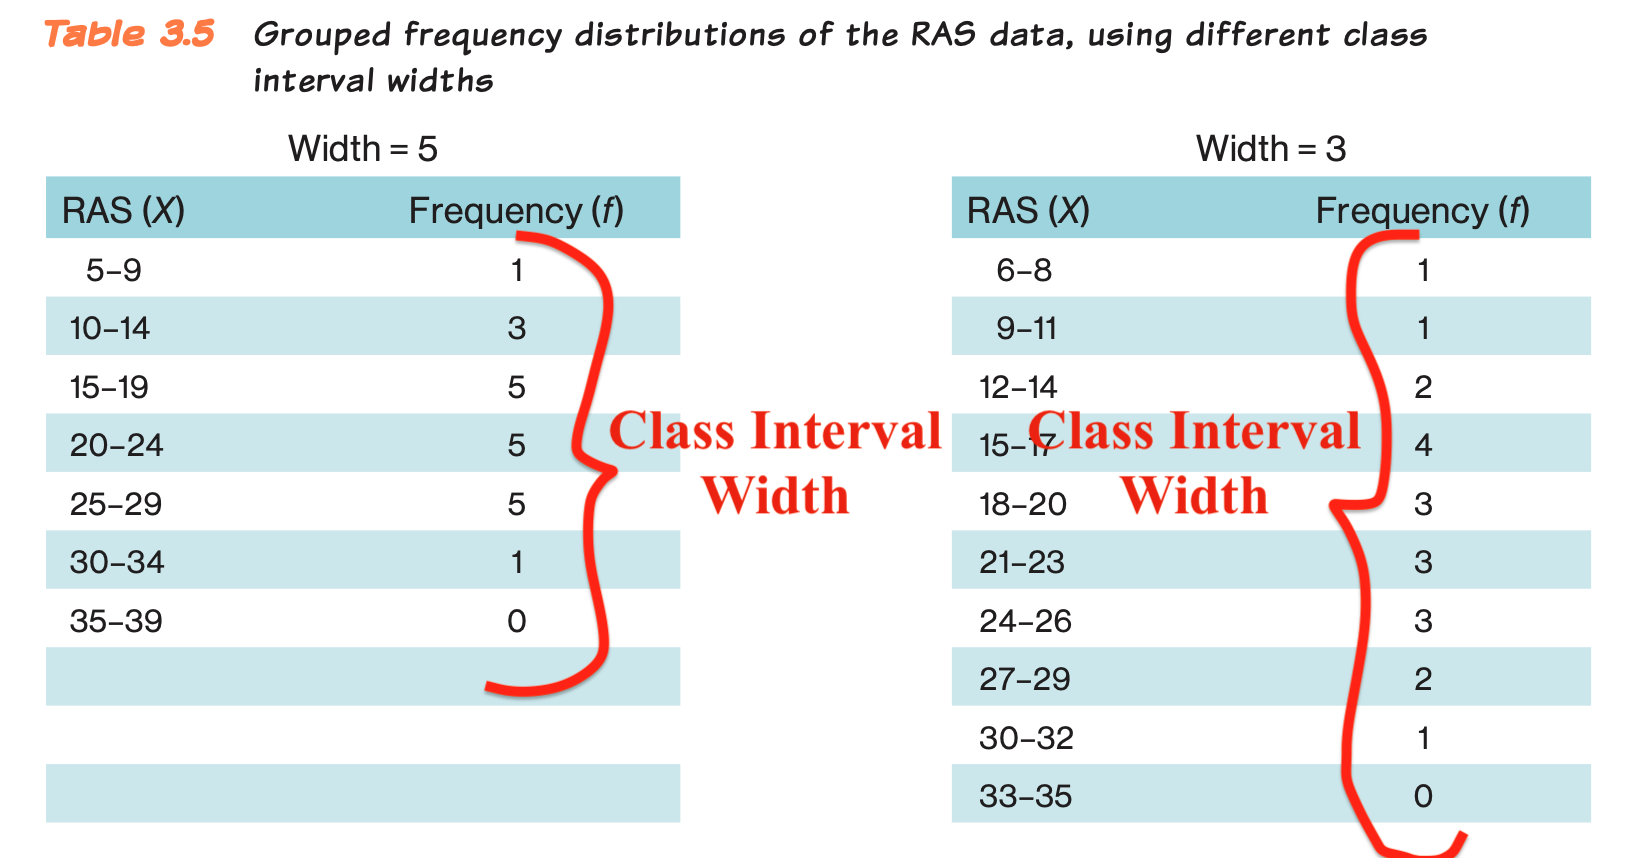 Table 3.5 Grouped frequency distributions of the RAS data, using different class
interval widths
Width = 5
RAS (X) Frequency (f)
5–9 1
10–14 3
15–19 5
20–24 5
25–29 5
30–34 1
35–39 0
Class Interval
Width
Width = 3
RAS (X) Frequency (f)
6–8 1
9–11 1
12–14 2
15–17 4
18–20 3
21–23 3
24–26 3
27–29 2
30–32 1
33–35 0
Class Interval
Width